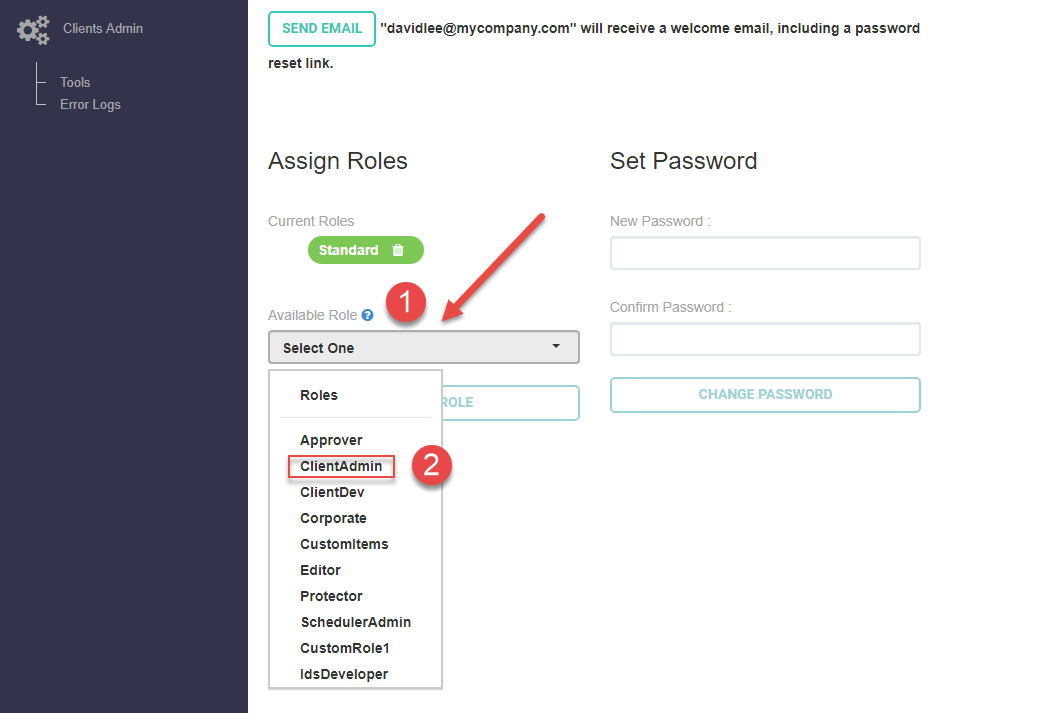 Clients Admin
Tools
Error Logs
SEND EMAIL "davidlee@mycompany.com" will receive a welcome email, including a password
reset link.
Assign Roles
Current Roles
Standard
Available Role ?
1
Select One
Roles
Approver
ClientAdmin
2
ClientDev
Corporate
CustomItems
Editor
Protector
SchedulerAdmin
CustomRole1
IdsDeveloper
ROLE
Set Password
New Password :
Confirm Password :
CHANGE PASSWORD